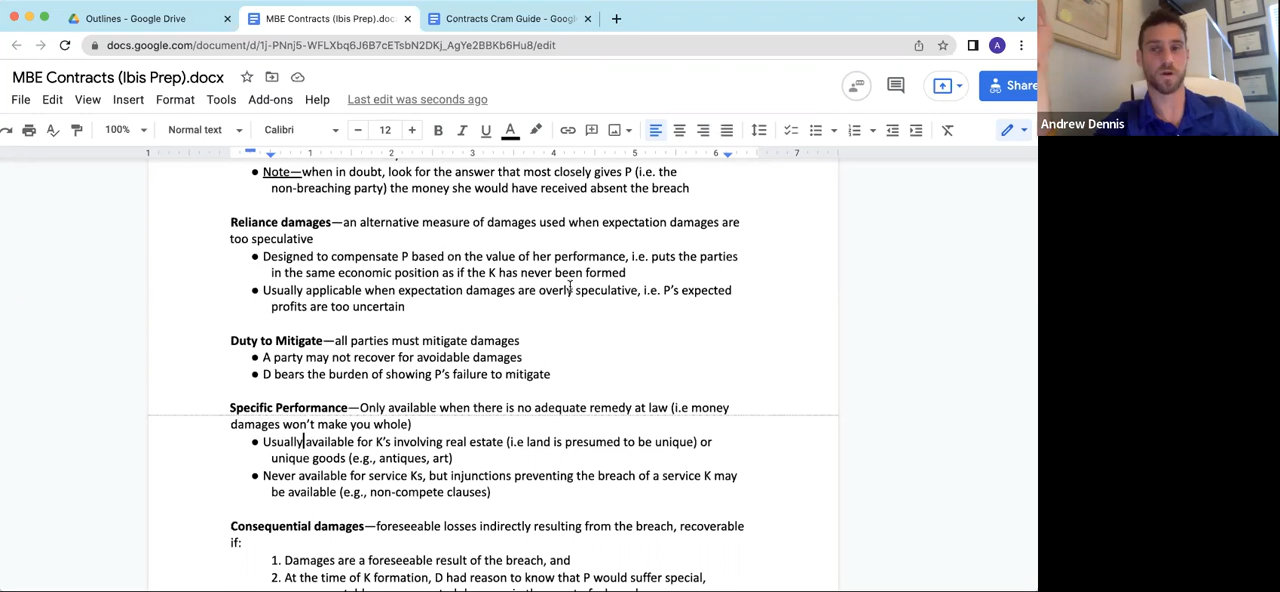 Outlines - Google Drive
MBE Contracts (Ibis Prep).doc
Contracts Cram Guide - Goog
docs.google.com/document/d/1j-PNnj5-WFLXbq6J6B7cETsbN2DKj_AgYe2BBKb6Hu8/edit
A
MBE Contracts (Ibis Prep).docx
Share
File Edit View Insert Format Tools Add-ons Help Last edit was seconds ago
100% Normal text Calibri 12 B I U A
1 1 2 3 4 5 6 7
Andrew Dennis
● Note—when in doubt, look for the answer that most closely gives P (i.e. the
non-breaching party) the money she would have received absent the breach
Reliance damages—an alternative measure of damages used when expectation damages are
too speculative
● Designed to compensate P based on the value of her performance, i.e. puts the parties
in the same economic position as if the K has never been formed
● Usually applicable when expectation damages are overly speculative, i.e. P's expected
profits are too uncertain
Duty to Mitigate—all parties must mitigate damages
● A party may not recover for avoidable damages
● D bears the burden of showing P's failure to mitigate
Specific Performance—Only available when there is no adequate remedy at law (i.e money
damages won't make you whole)
● Usually available for K's involving real estate (i.e land is presumed to be unique) or
unique goods (e.g., antiques, art)
● Never available for service Ks, but injunctions preventing the breach of a service K may
be available (e.g., non-compete clauses)
Consequential damages—foreseeable losses indirectly resulting from the breach, recoverable
if:
1. Damages are a foreseeable result of the breach, and
2. At the time of K formation, D had reason to know that P would suffer special,